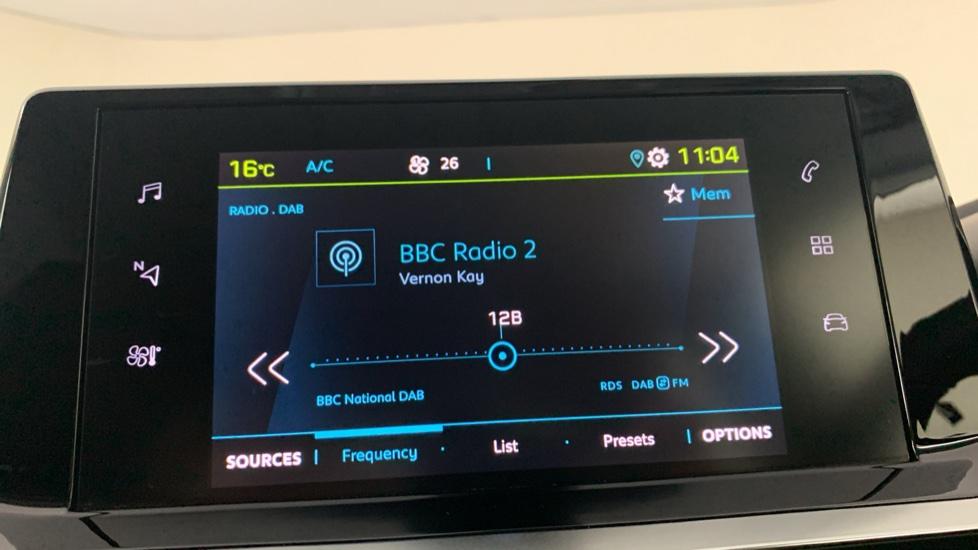 16°C A/C 26 11:04
RADIO . DAB
Mem
BBC Radio 2
Vernon Kay
12B
BBC National DAB
RDS DAB FM
SOURCES Frequency List Presets OPTIONS
N